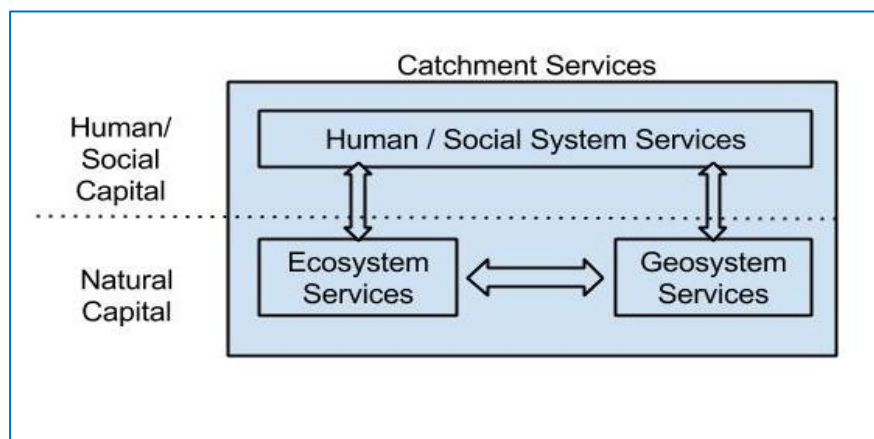 Catchment Services
Human/
Social
Capital
Human / Social System Services
Natural
Capital
Ecosystem
Services
Geosystem
Services